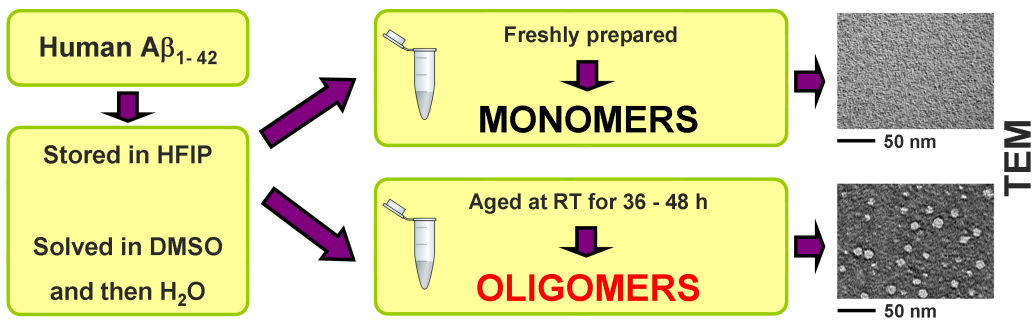 Human Aβ1- 42
Stored in HFIP
Solved in DMSO
and then H2O
Freshly prepared
MONOMERS
50 nm
Aged at RT for 36 - 48 h
OLIGOMERS
50 nm
TEM